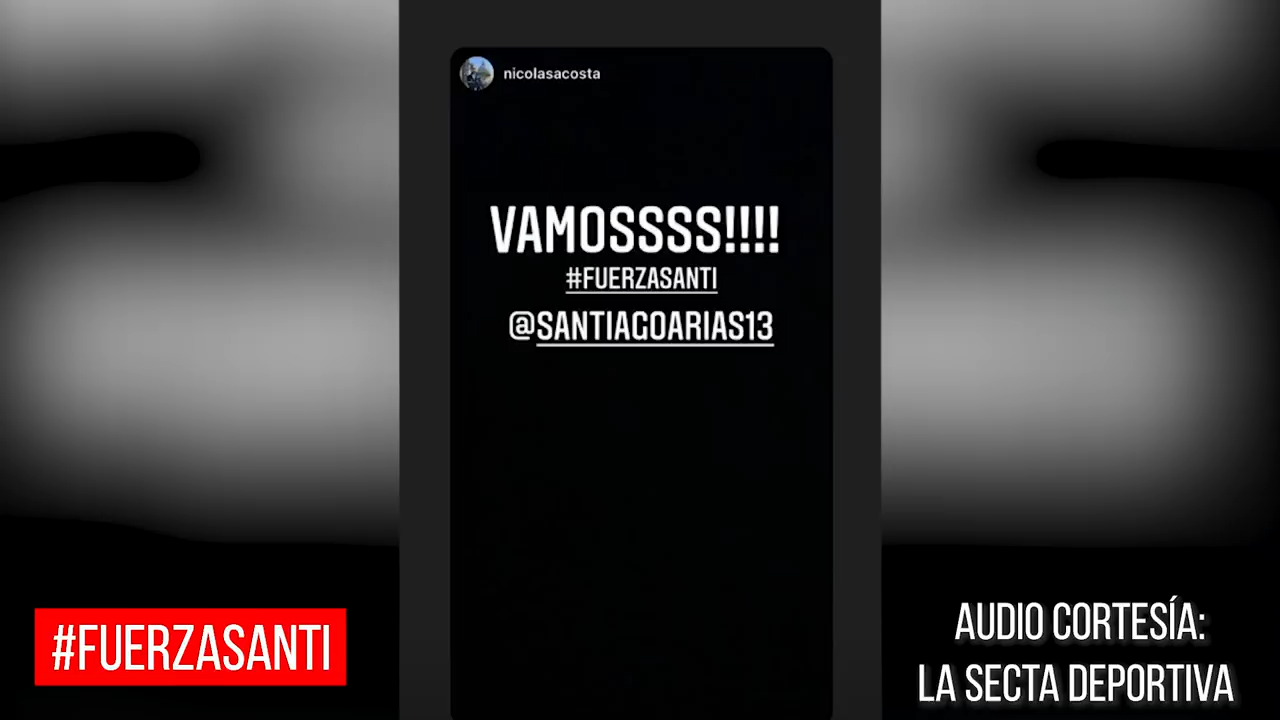 nicolasacosta
VAMOSSSS!!!!
#FUERZASANTI
@SANTIAGOARIAS13
#FUERZASANTI
AUDIO CORTESÍA:
LA SECTA DEPORTIVA